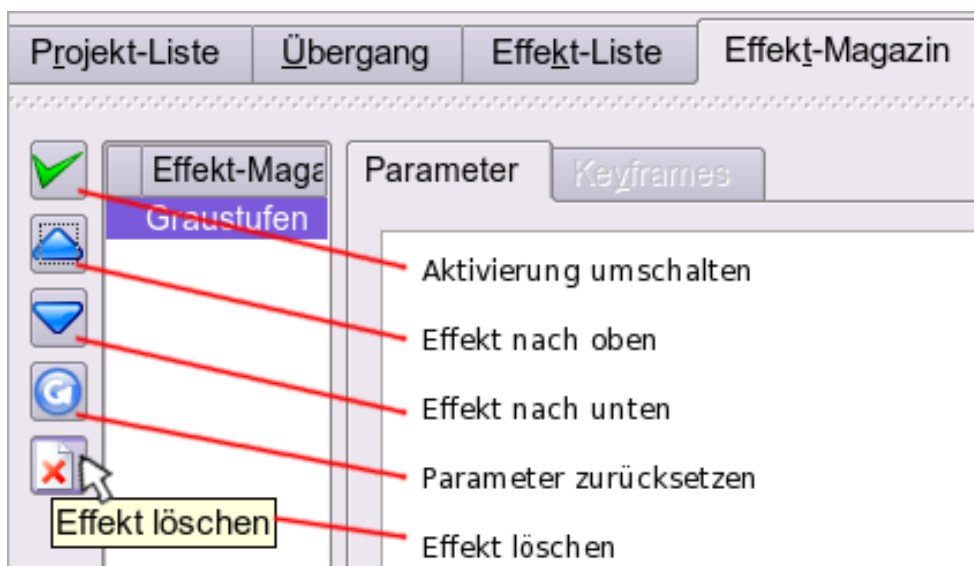 Projekt-Liste Übergang Effekt-Liste Effekt-Magazin
Effekt-Maga Parameter Keyframes
Graustufen
Aktivierung umschalten
Effekt nach oben
Effekt nach unten
Parameter zurücksetzen
Effekt löschen
Effekt löschen